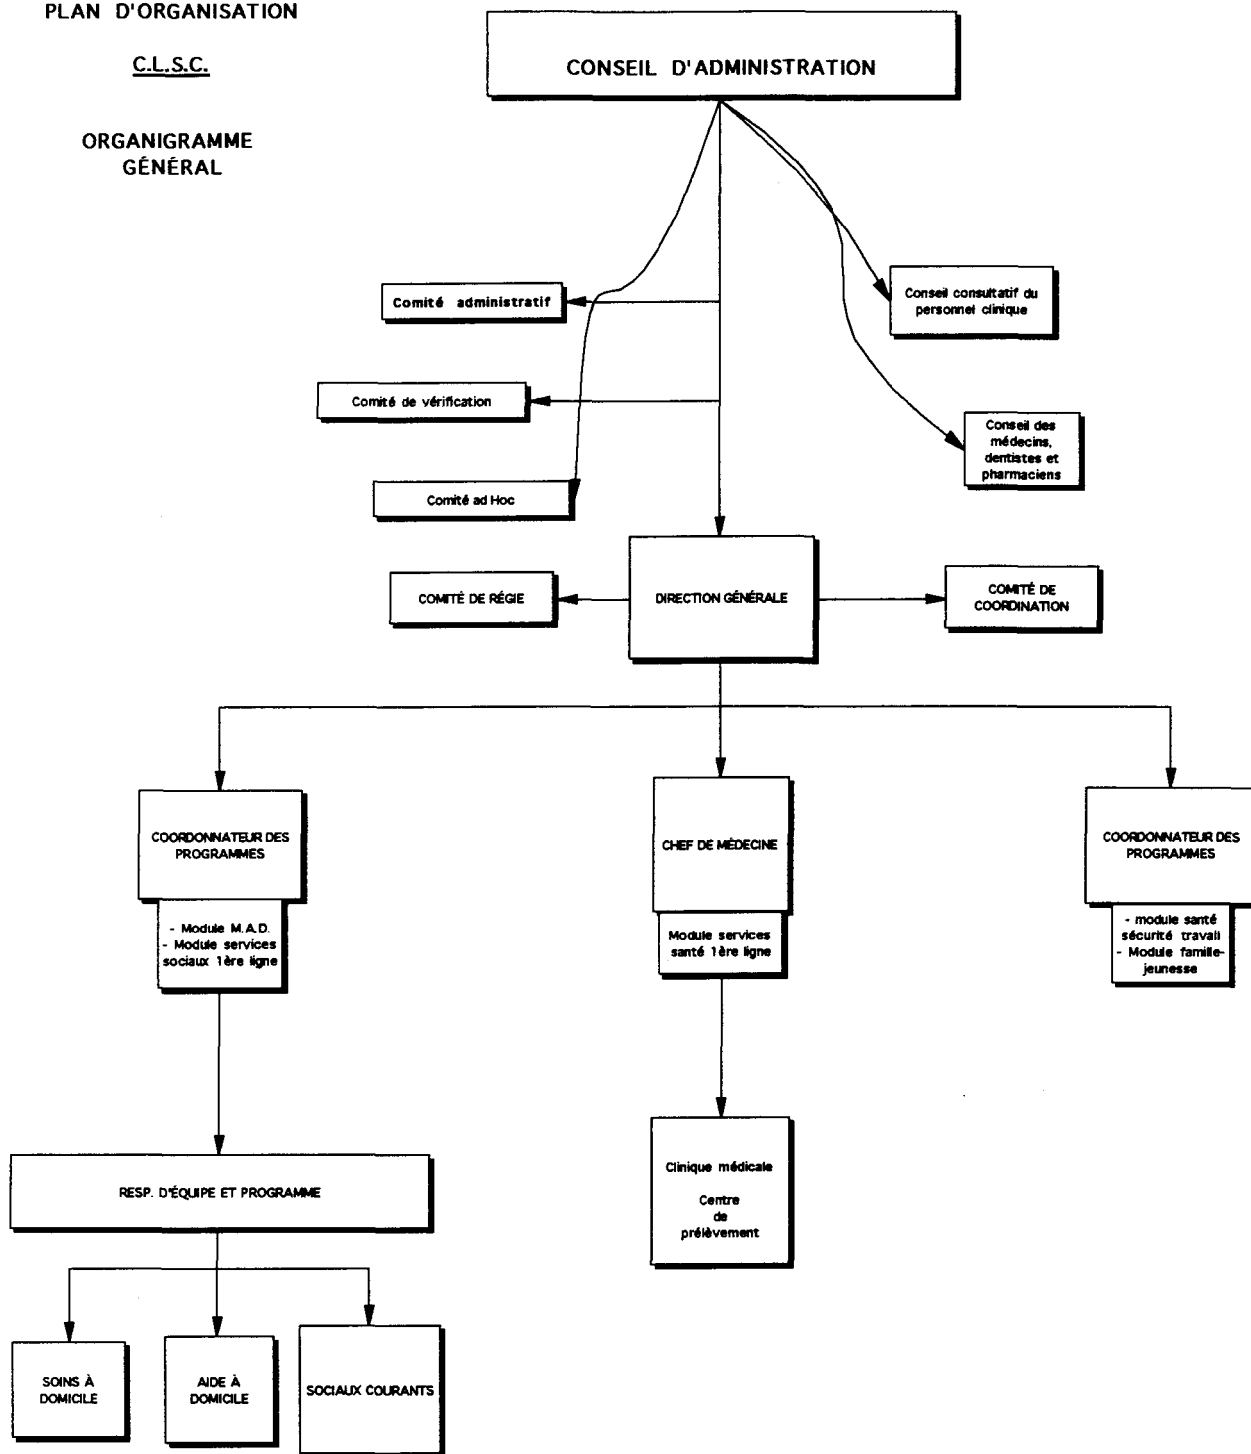 PLAN D'ORGANISATION
C.L.S.C.
ORGANIGRAMME
GÉNÉRAL
CONSEIL D'ADMINISTRATION
Comité administratif
Conseil consultatif du
personnel clinique
Comité de vérification
Conseil des
médecins,
dentistes et
pharmaciens
Comité ad Hoc
COMITÉ DE RÉGIE
DIRECTION GÉNÉRALE
COMITÉ DE
COORDINATION
COORDONNATEUR DES
PROGRAMMES
- Module M.A.D.
- Module services
sociaux 1ère ligne
CHEF DE MÉDECINE
Module services
santé 1ère ligne
COORDONNATEUR DES
PROGRAMMES
- module santé
sécurité travail
- Module famille-
jeunesse
RESP. D'ÉQUIPE ET PROGRAMME
Clinique médicale
Centre
de
prélèvement
SOINS À
DOMICILE
AIDE À
DOMICILE
SOCIAUX COURANTS